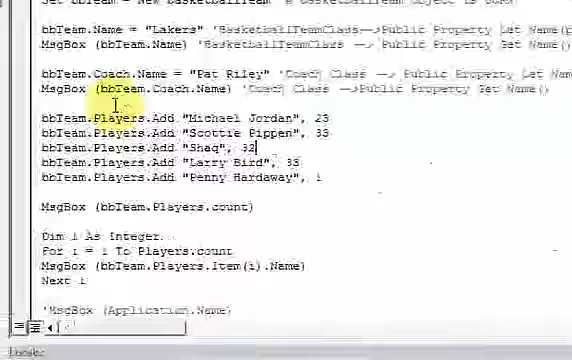 Set bbTeam = New BasketballTeam
bbTeam.Name = "Lakers" 'BasketballTeamClass-->Public Property Let Name(
MsgBox (bbTeam.Name) 'BasketballTeamClass --> Public Property Get Name()
bbTeam.Coach.Name = "Pat Riley" 'Coach Class --> Public Property Let Nam
MsgBox (bbTeam.Coach.Name) 'Coach Class -->Public Property Get Name()
bbTeam.Players.Add "Michael Jordan", 23
bbTeam.Players.Add "Scottie Pippen", 33
bbTeam.Players.Add "Shaq", 32
bbTeam.Players.Add "Larry Bird", 33
bbTeam.Players.Add "Penny Hardaway", 1
MsgBox (bbTeam.Players.count)
Dim i As Integer
For i = 1 To Players.count
MsgBox (bbTeam.Players.Item(i).Name)
Next i
'MsgBox (Application.Name)